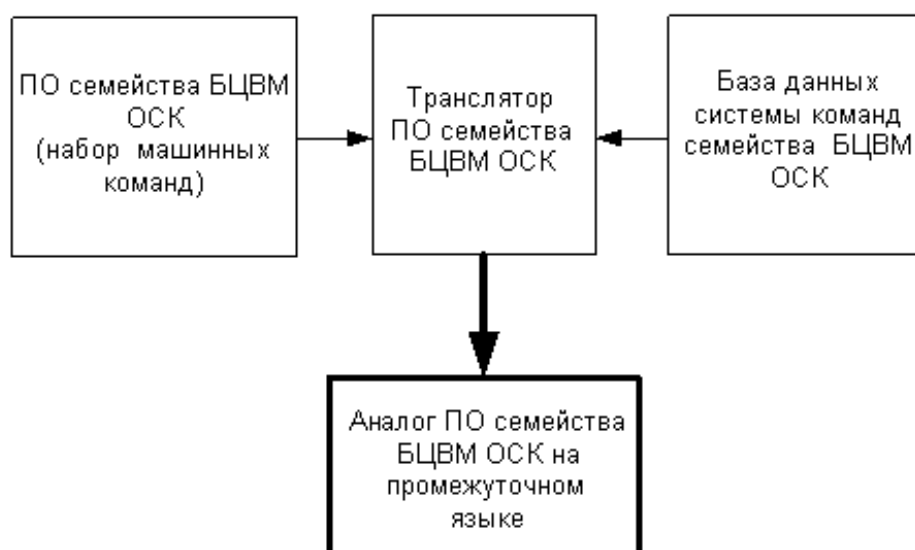 ПО семейства БЦВМ
ОСК
(набор машинных
команд)
Транслятор
ПО семейства
БЦВМ ОСК
База данных
системы команд
семейства БЦВМ
ОСК
Аналог ПО семейства
БЦВМ ОСК на
промежуточном
языке